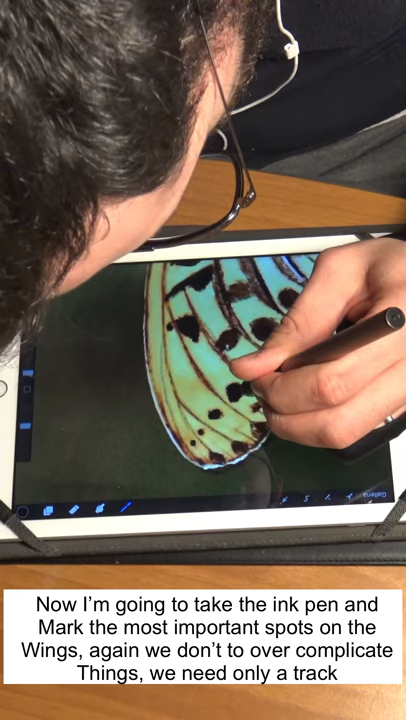 Galleria
Now I'm going to take the ink pen and
Mark the most important spots on the
Wings, again we don't to over complicate
Things, we need only a track